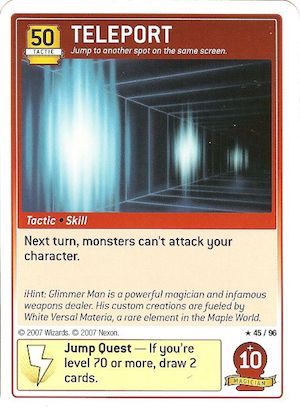 50
TACTIC
TELEPORT
Jump to another spot on the same screen.
Tactic • Skill
Next turn, monsters can't attack your
character.
iHint: Glimmer Man is a powerful magician and infamous
weapons dealer. His custom creations are fueled by
White Versal Materia, a rare element in the Maple World.
© 2007 Wizards. © 2007 Nexon.
★ 45 / 96
Jump Quest — If you're
level 70 or more, draw 2
cards.
+
10
MAGICIAN